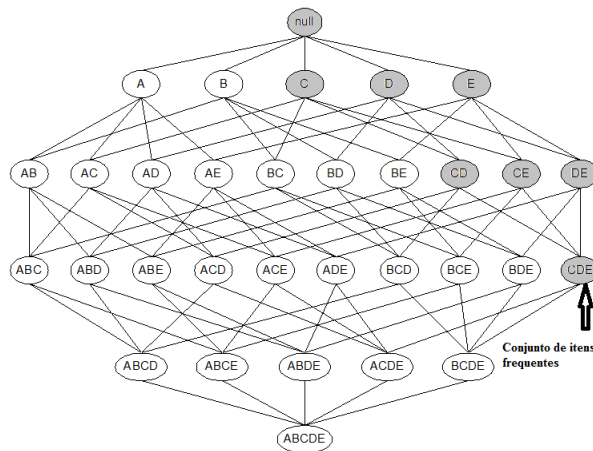 null
A B C D E
AB AC AD AE BC BD BE CD CE DE
ABC ABD ABE ACD ACE ADE BCD BCE BDE CDE
Conjunto de itens
frequentes
ABCD ABCE ABDE ACDE BCDE
ABCDE